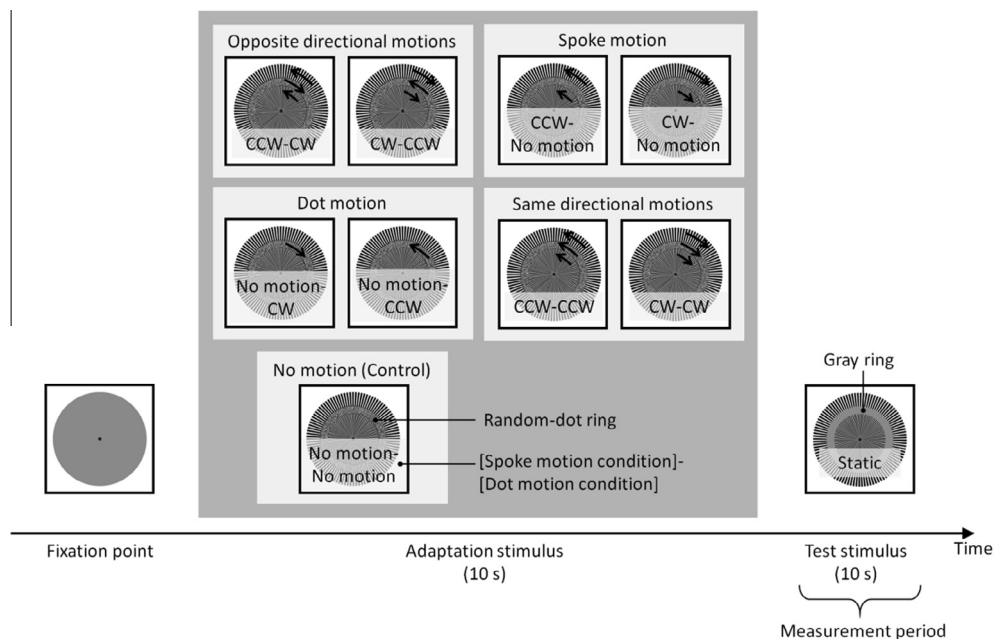 Opposite directional motions
CCW-CW
CW-CCW
Spoke motion
CCW-
No motion
CW-
No motion
Dot motion
No motion-
CW
No motion-
CCW
Same directional motions
CCW-CCW
CW-CW
No motion (Control)
No motion-
No motion
Random-dot ring
[Spoke motion condition]-
[Dot motion condition]
Gray ring
Static
Fixation point
Adaptation stimulus
(10 s)
Test stimulus
(10 s)
Time
Measurement period